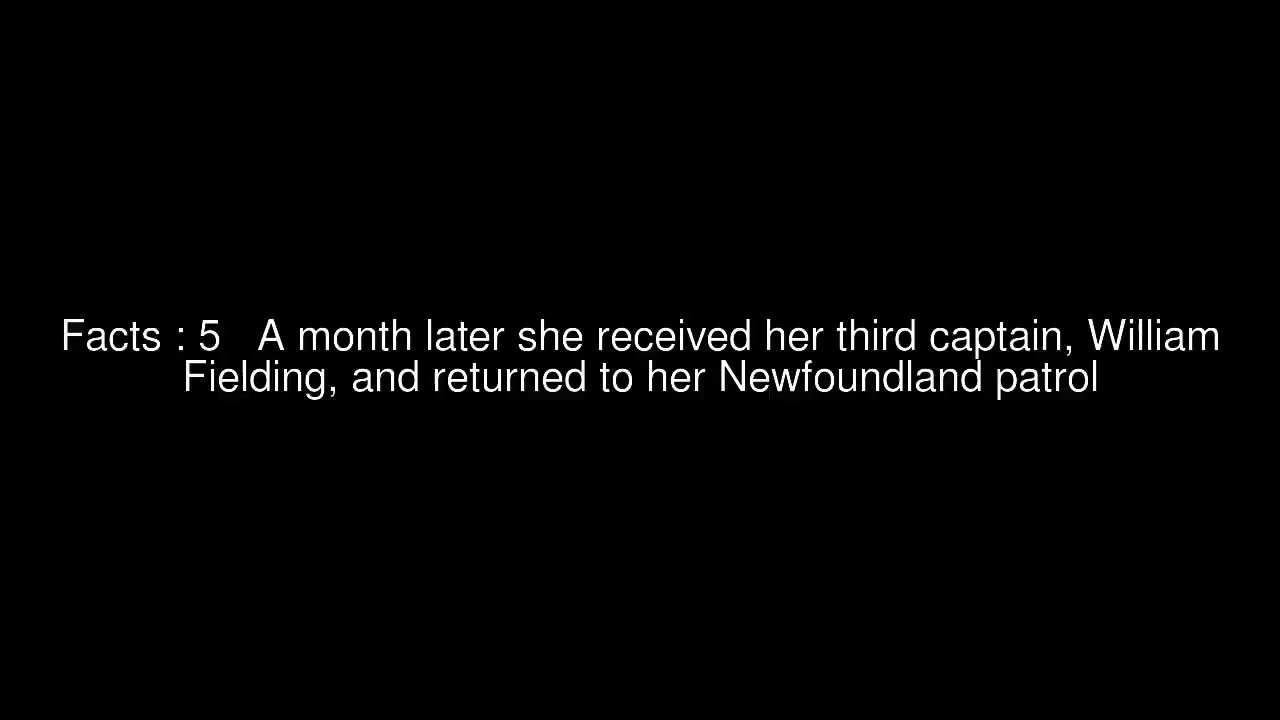 Facts : 5   A month later she received her third captain, William
Fielding, and returned to her Newfoundland patrol